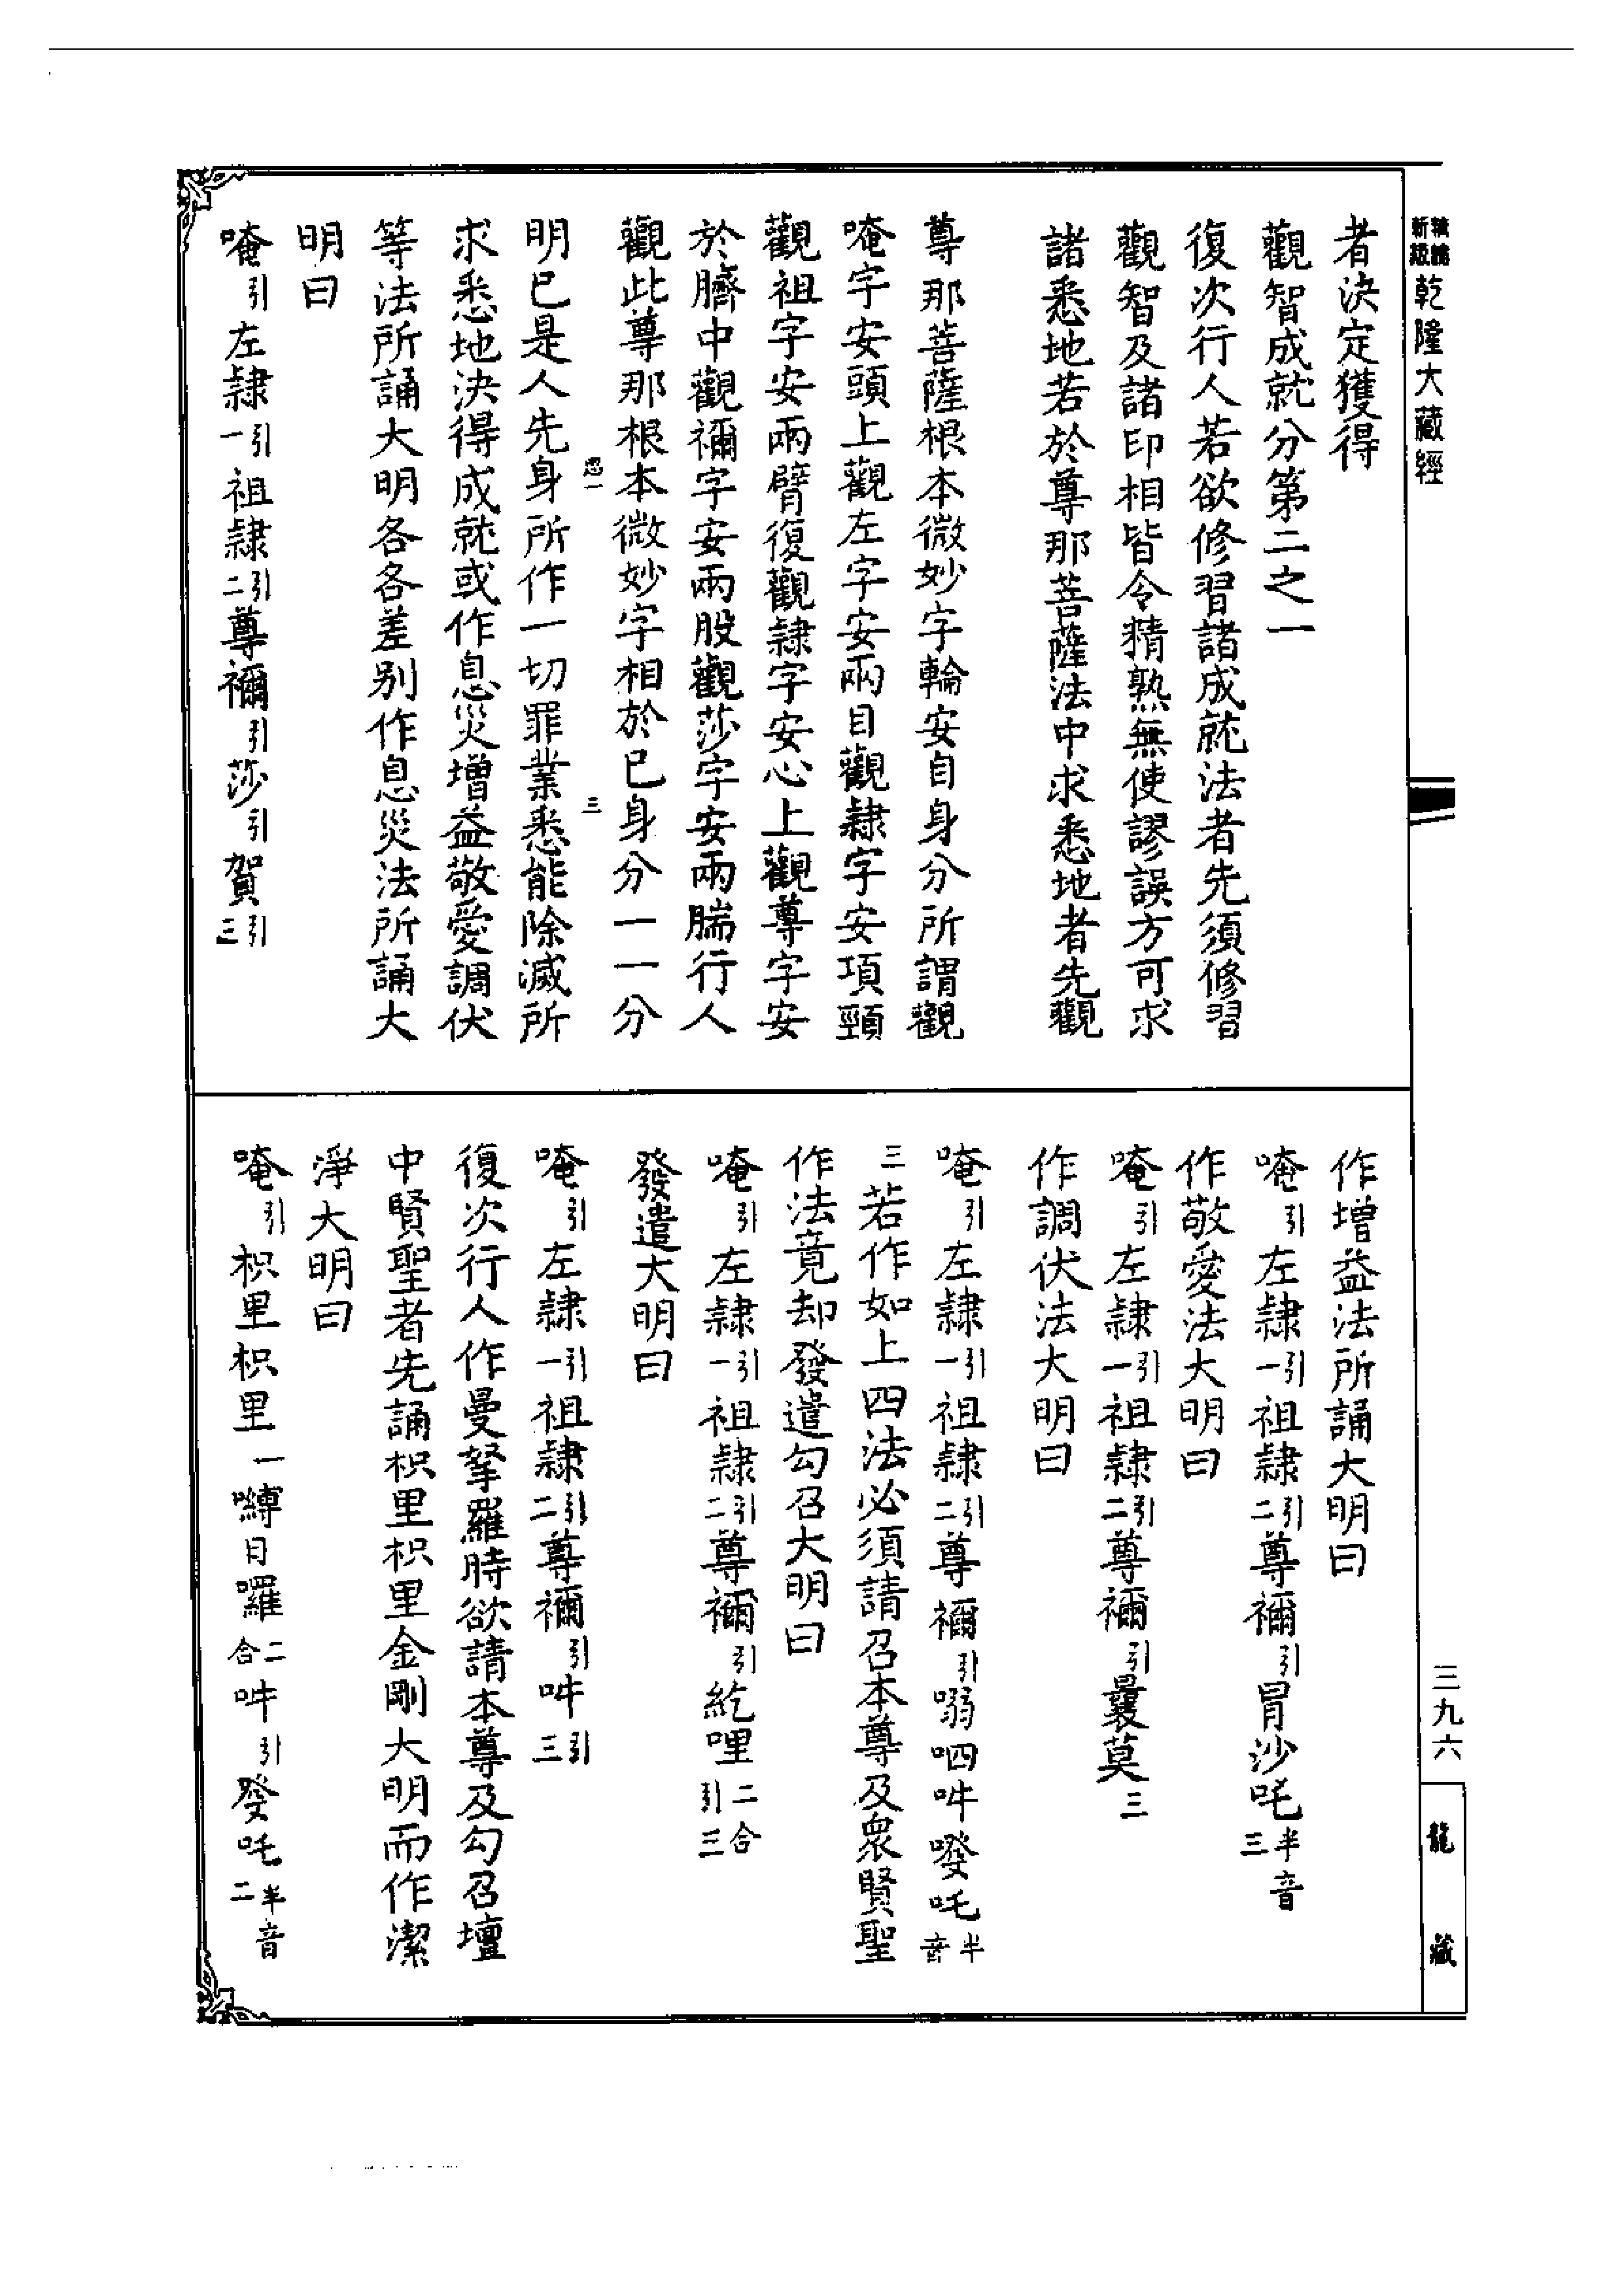 新編縮本乾隆大藏經
者決定獲得
觀智成就分第二之一
復次行人若欲修習諸成就法者先須修習
觀智及諸印相皆令精熟無使謬誤方可求
諸悉地若於尊那菩薩法中求悉地者先觀
尊那菩薩根本微妙字輪安自身分所謂觀
唵字安頭上觀左字安兩目觀隸字安項頸
觀祖字安兩臂復觀隸字安心上觀尊字安
於臍中觀禰字安兩股觀莎字安兩腨行人
觀此尊那根本微妙字相於已身分一一分
三
明已是人先身所作一切罪業悉能除滅所
求悉地決得成就或作息災增益敬愛調伏
等法所誦大明各各差別作息災法所誦大
明曰
唵引左隸引一祖隸引二尊禰引莎引賀引三
作增益法所誦大明曰
唵引左隸引一祖隸引二尊禰引冐沙吒半音三
作敬愛法大明曰
唵引左隸引一祖隸引二尊禰引曩莫三
作調伏法大明曰
唵引左隸引一祖隸引二尊禰引嗍呬吽㗶吒半音
三若作如上四法必須請召本尊及眾賢聖
作法竟却發遣勾召大明曰
唵引左隸引一祖隸引二尊禰引紇哩二合引三
發遣大明曰
唵引左隸引一祖隸引二尊禰引吽引三
復次行人作曼拏羅時欲請本尊及勾召壇
中賢聖者先誦枳里枳里金剛大明而作潔
淨大明曰
唵引枳里枳里一嚩日囉二合吽引發吒半音二
三九六
龍藏